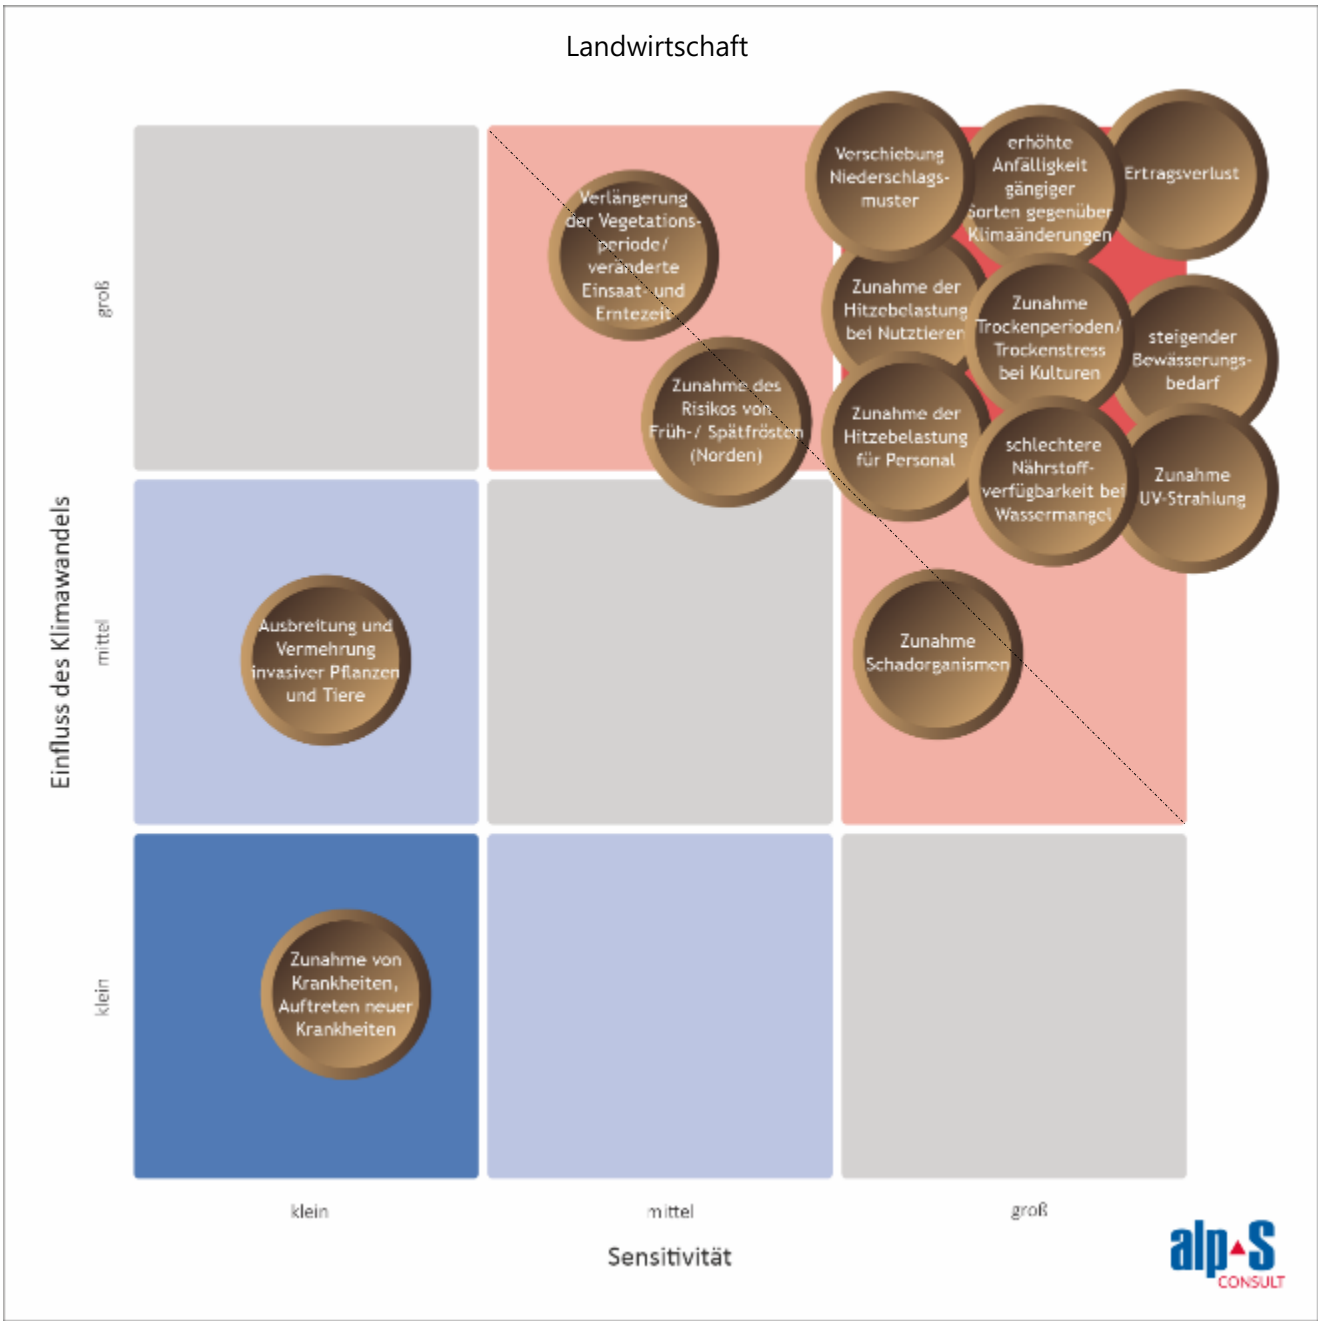 Landwirtschaft
Verschiebung
Niederschlags-
muster
erhöhte
Anfälligkeit
gängiger
Sorten gegenüber
Klimaänderungen
Ertragsverlust
Verlängerung
der Vegetations-
periode/
veränderte
Einsaat- und
Erntezeit
Zunahme der
Hitzebelastung
bei Nutztieren
Zunahme
Trockenperioden/
Trockenstress
bei Kulturen
steigender
Bewässerungs-
bedarf
Zunahme des
Risikos von
Früh-/ Spätfrösten
(Norden)
Zunahme der
Hitzebelastung
für Personal
schlechtere
Nährstoff-
verfügbarkeit bei
Wassermangel
Zunahme
UV-Strahlung
groß
Einfluss des Klimawandels
mittel
Ausbreitung und
Vermehrung
invasiver Pflanzen
und Tiere
Zunahme
Schadorganismen
klein
Zunahme von
Krankheiten,
Auftreten neuer
Krankheiten
klein
mittel
groß
Sensitivität
alpS
CONSULT